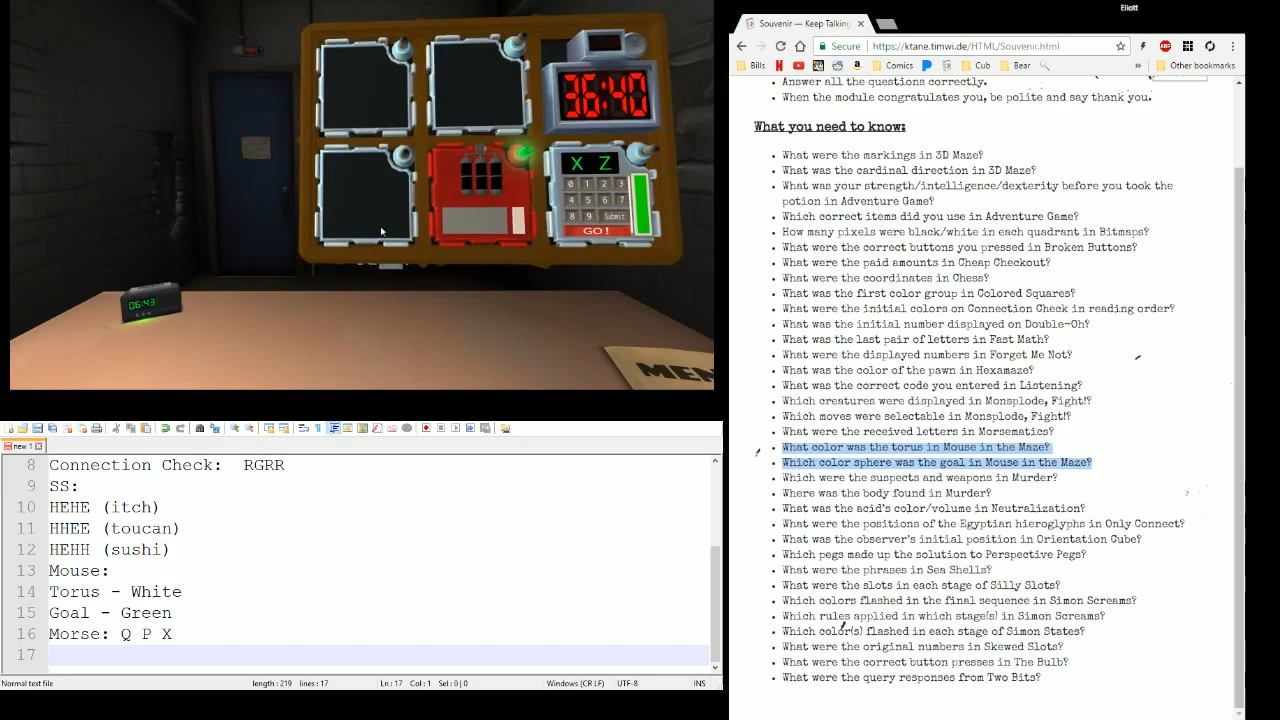 Eliott
Souvenir — Keep Talking
Secure
https://ktane.timwi.de/HTML/Souvenir.html
Bills
Comics
Cub
Bear
»
Other bookmarks
36:40
X Z
0 1 2 3
4 5 6 7
8 9 Submit
GO!
06:43
Answer all the questions correctly.
When the module congratulates you, be polite and say thank you.
What you need to know:
What were the markings in 3D Maze?
What was the cardinal direction in 3D Maze?
What was your strength/intelligence/dexterity before you took the
potion in Adventure Game?
Which correct items did you use in Adventure Game?
How many pixels were black/white in each quadrant in Bitmaps?
What were the correct buttons you pressed in Broken Buttons?
What were the paid amounts in Cheap Checkout?
What were the coordinates in Chess?
What was the first color group in Colored Squares?
What were the initial colors on Connection Check in reading order?
What was the initial number displayed on Double-Oh?
What was the last pair of letters in Fast Math?
What were the displayed numbers in Forget Me Not?
What was the color of the pawn in Hexamaze?
What was the correct code you entered in Listening?
Which creatures were displayed in Monsplode, Fight!?
Which moves were selectable in Monsplode, Fight!?
What were the received letters in Morsematics?
What color was the torus in Mouse in the Maze?
Which color sphere was the goal in Mouse in the Maze?
Which were the suspects and weapons in Murder?
Where was the body found in Murder?
What was the acid's color/volume in Neutralization?
What were the positions of the Egyptian hieroglyphs in Only Connect?
What was the observer's initial position in Orientation Cube?
Which pegs made up the solution to Perspective Pegs?
What were the phrases in Sea Shells?
What were the slots in each stage of Silly Slots?
Which colors flashed in the final sequence in Simon Screams?
Which rules applied in which stage(s) in Simon Screams?
Which color(s) flashed in each stage of Simon States?
What were the original numbers in Skewed Slots?
What were the correct button presses in The Bulb?
What were the query responses from Two Bits?
new 1
8 Connection Check: RGRR
9 SS:
10 HEHE (itch)
11 HHEE (toucan)
12 HEHH (sushi)
13 Mouse:
14 Torus - White
15 Goal - Green
16 Morse: Q P X
17
Normal text file
length : 219 lines : 17
Ln : 17 Col : 1 Sel : 0 | 0
Windows (CR LF)
UTF-8
INS